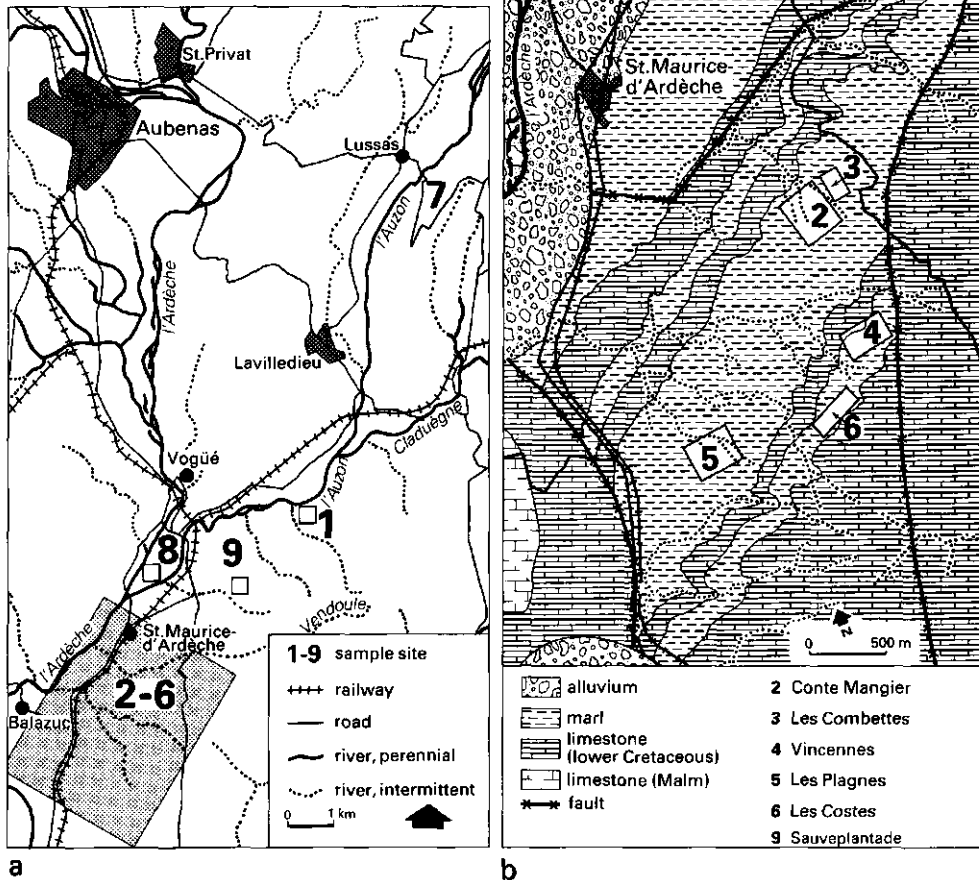 St. Privat
Aubenas
Lussas
7
l'Auzon
l'Ardèche
Lavilledieu
Claduègne
Vogüé
l'Auzon
1
8
9
Vendoule
l'Ardèche
St. Maurice-
d'Ardèche
2-6
Balazuc
1-9 sample site
railway
road
river, perennial
river, intermittent
0 1 km
a
l'Ardèche
St. Maurice
d'Ardèche
3
2
4
6
5
N
0 500 m
alluvium
marl
limestone
(lower Cretaceous)
limestone (Malm)
fault
2 Conte Mangier
3 Les Combettes
4 Vincennes
5 Les Plagnes
6 Les Costes
9 Sauveplantade
b